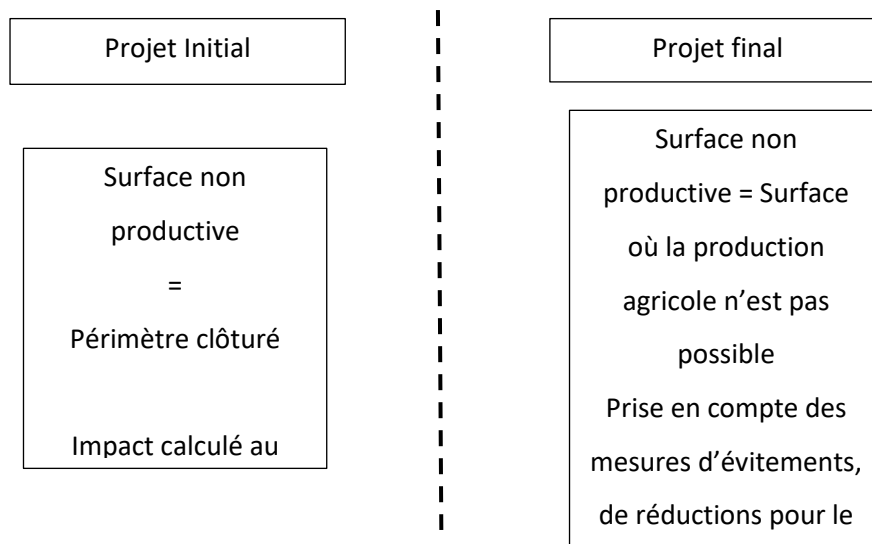 Projet Initial
Surface non
productive
=
Périmètre clôturé
Impact calculé au
Projet final
Surface non
productive = Surface
où la production
agricole n’est pas
possible
Prise en compte des
mesures d’évitements,
de réductions pour le